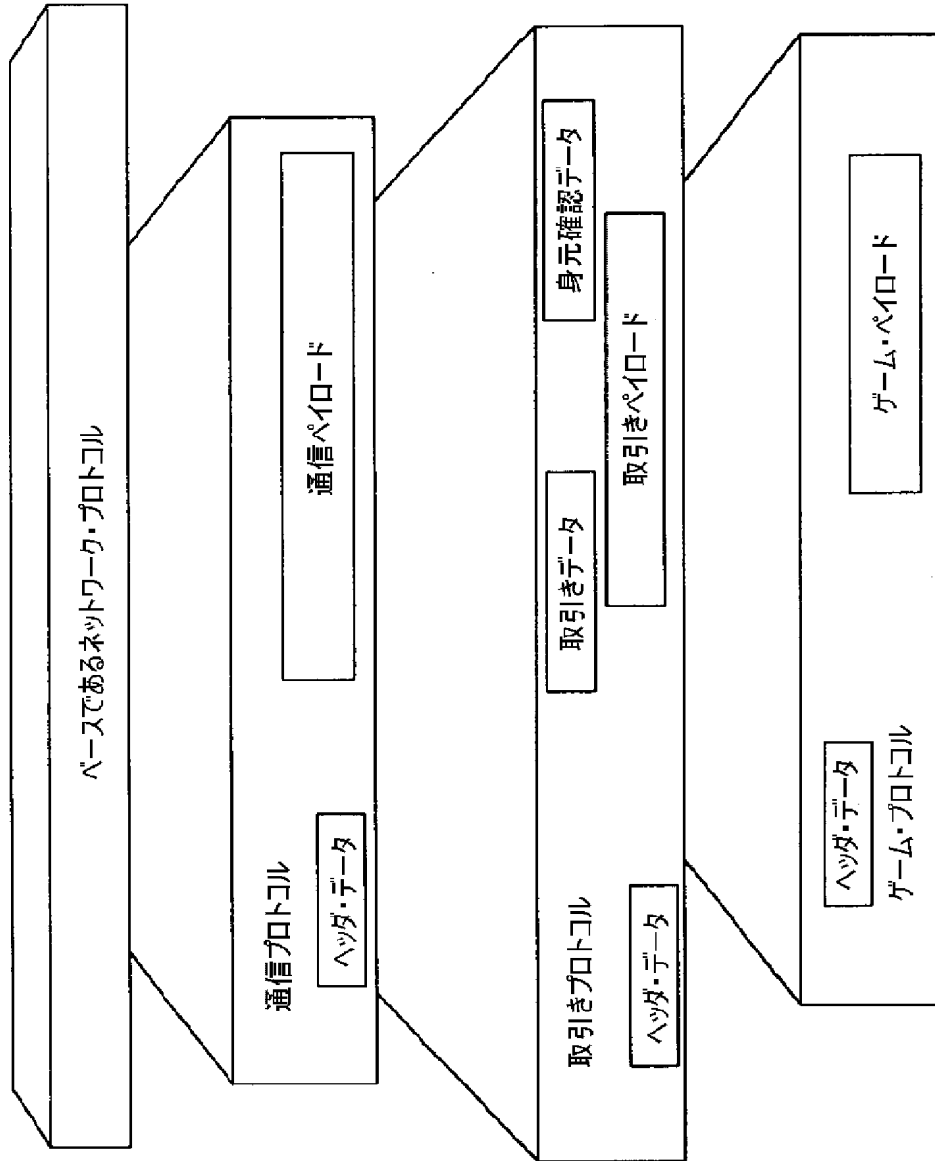 ベースであるネットワーク・プロトコル
通信プロトコル
ヘッダ・データ
通信ペイロード
取引きプロトコル
ヘッダ・データ
取引きデータ
取引きペイロード
身元確認データ
ヘッダ・データ
ゲーム・プロトコル
ゲーム・ペイロード